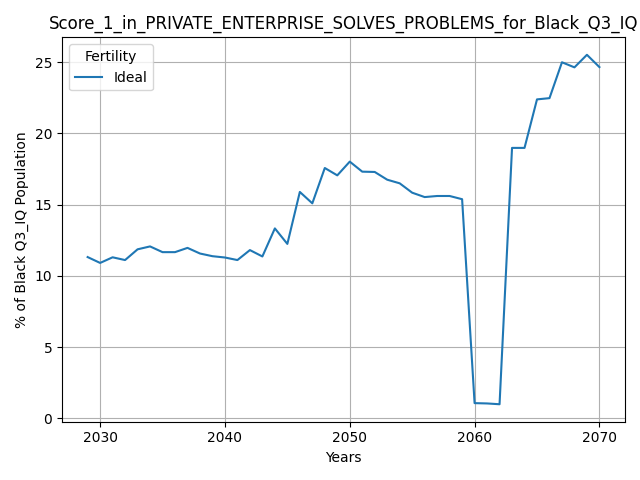 Score_1_in_PRIVATE_ENTERPRISE_SOLVES_PROBLEMS_for_Black_Q3_IQ
Fertility
Ideal
% of Black Q3_IQ Population
25
20
15
10
5
0
2030 2040 2050 2060 2070
Years